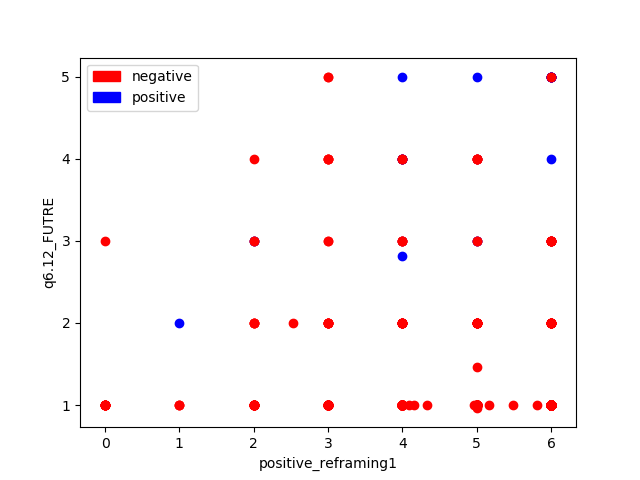 negative
positive
5
4
3
2
1
q6.12_FUTRE
0 1 2 3 4 5 6
positive_reframing1